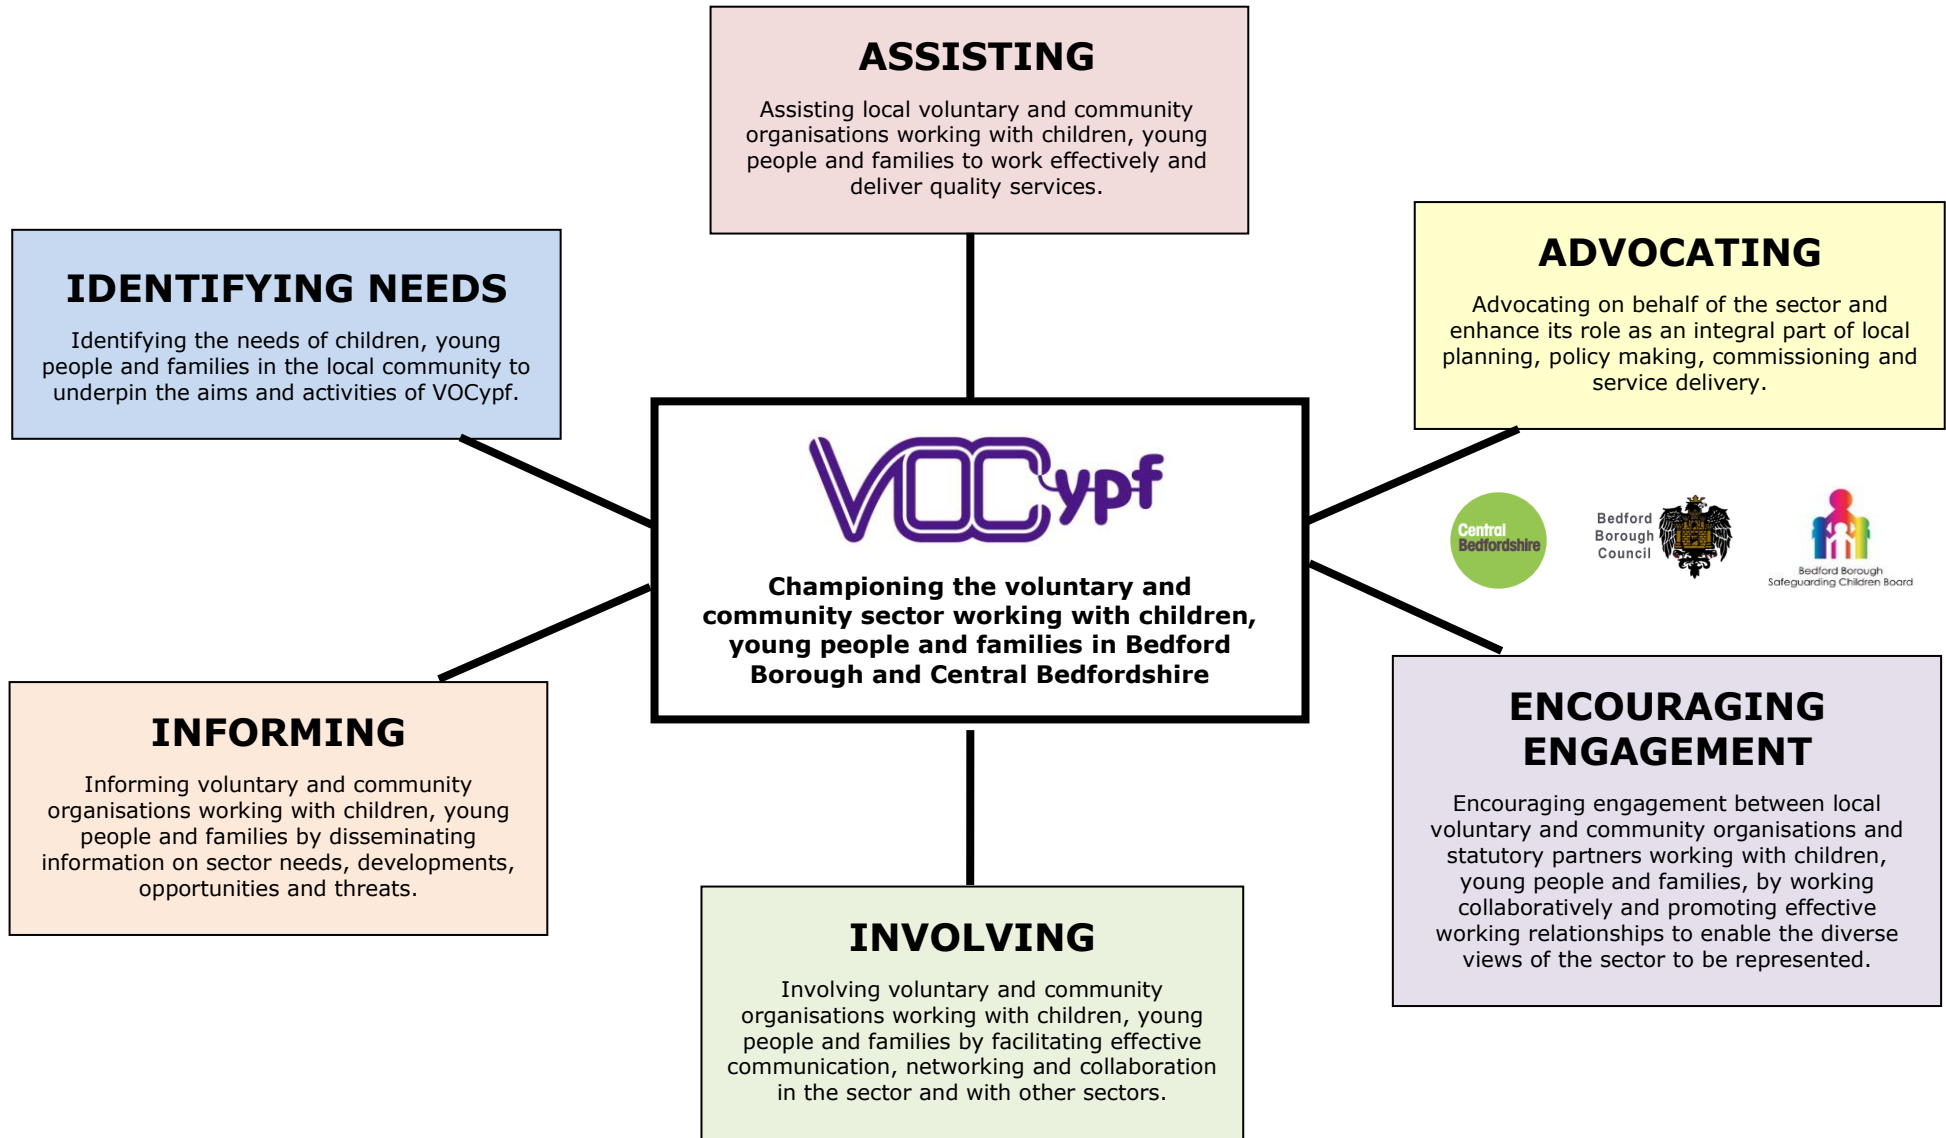 ASSISTING
Assisting local voluntary and community
organisations working with children, young
people and families to work effectively and
deliver quality services.
IDENTIFYING NEEDS
Identifying the needs of children, young
people and families in the local community to
underpin the aims and activities of VOCypf.
ADVOCATING
Advocating on behalf of the sector and
enhance its role as an integral part of local
planning, policy making, commissioning and
service delivery.
VOCypf
Championing the voluntary and
community sector working with children,
young people and families in Bedford
Borough and Central Bedfordshire
Central
Bedfordshire
Bedford
Borough
Council
Bedford Borough
Safeguarding Children Board
INFORMING
Informing voluntary and community
organisations working with children, young
people and families by disseminating
information on sector needs, developments,
opportunities and threats.
ENCOURAGING
ENGAGEMENT
Encouraging engagement between local
voluntary and community organisations and
statutory partners working with children,
young people and families, by working
collaboratively and promoting effective
working relationships to enable the diverse
views of the sector to be represented.
INVOLVING
Involving voluntary and community
organisations working with children, young
people and families by facilitating effective
communication, networking and collaboration
in the sector and with other sectors.